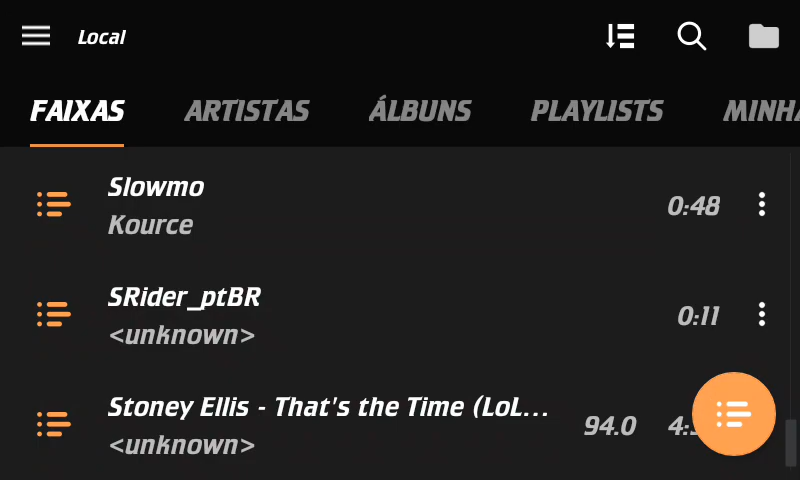 Local
FAIXAS ARTISTAS ÁLBUNS PLAYLISTS
Slowmo
Kource
0:48
SRider_ptBR
<unknown>
0:11
Stoney Ellis - That's the Time (LoL...
<unknown>
94.0